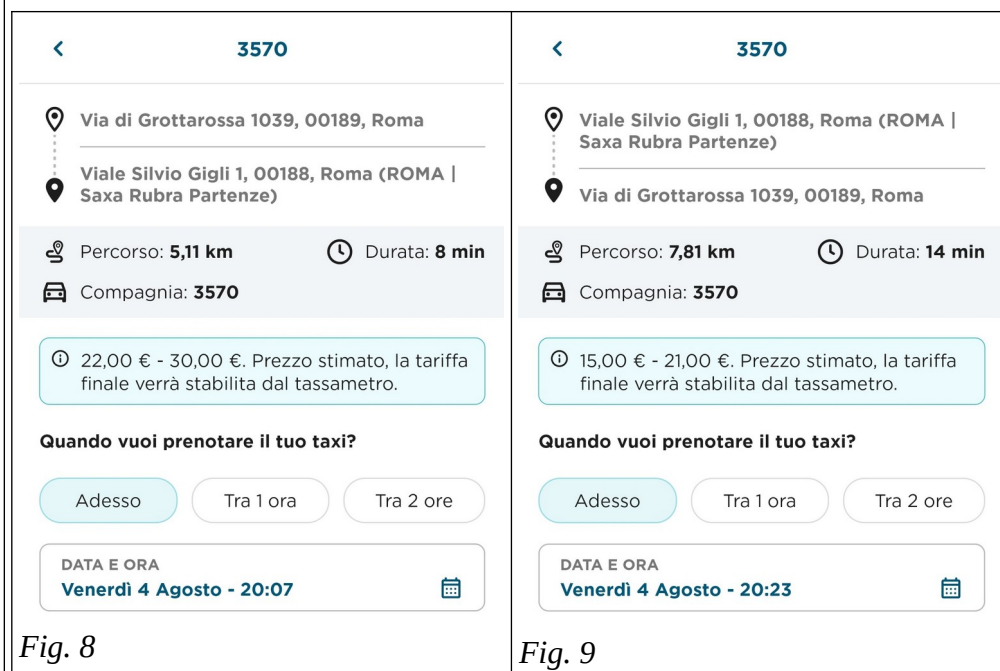 3570
Via di Grottarossa 1039, 00189, Roma
Viale Silvio Gigli 1, 00188, Roma (ROMA |
Saxa Rubra Partenze)
Percorso: 5,11 km
Durata: 8 min
Compagnia: 3570
22,00 € - 30,00 €. Prezzo stimato, la tariffa
finale verrà stabilita dal tassametro.
Quando vuoi prenotare il tuo taxi?
Adesso
Tra 1 ora
Tra 2 ore
DATA E ORA
Venerdì 4 Agosto - 20:07
Fig. 8
3570
Viale Silvio Gigli 1, 00188, Roma (ROMA |
Saxa Rubra Partenze)
Via di Grottarossa 1039, 00189, Roma
Percorso: 7,81 km
Durata: 14 min
Compagnia: 3570
15,00 € - 21,00 €. Prezzo stimato, la tariffa
finale verrà stabilita dal tassametro.
Quando vuoi prenotare il tuo taxi?
Adesso
Tra 1 ora
Tra 2 ore
DATA E ORA
Venerdì 4 Agosto - 20:23
Fig. 9